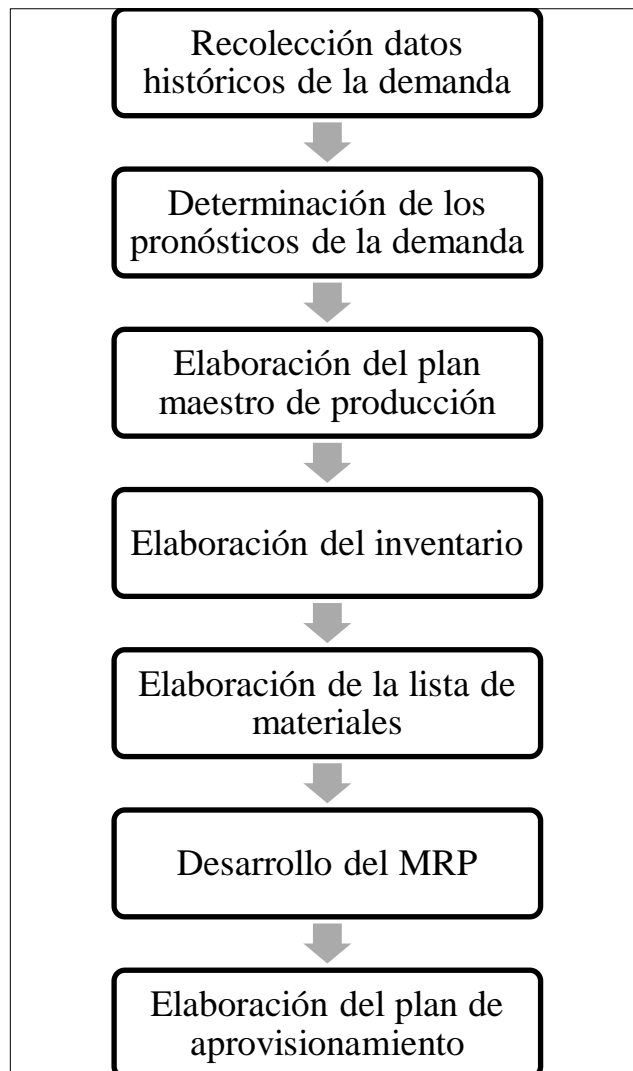 Recolección datos
históricos de la demanda
Determinación de los
pronósticos de la demanda
Elaboración del plan
maestro de producción
Elaboración del inventario
Elaboración de la lista de
materiales
Desarrollo del MRP
Elaboración del plan de
aprovisionamiento